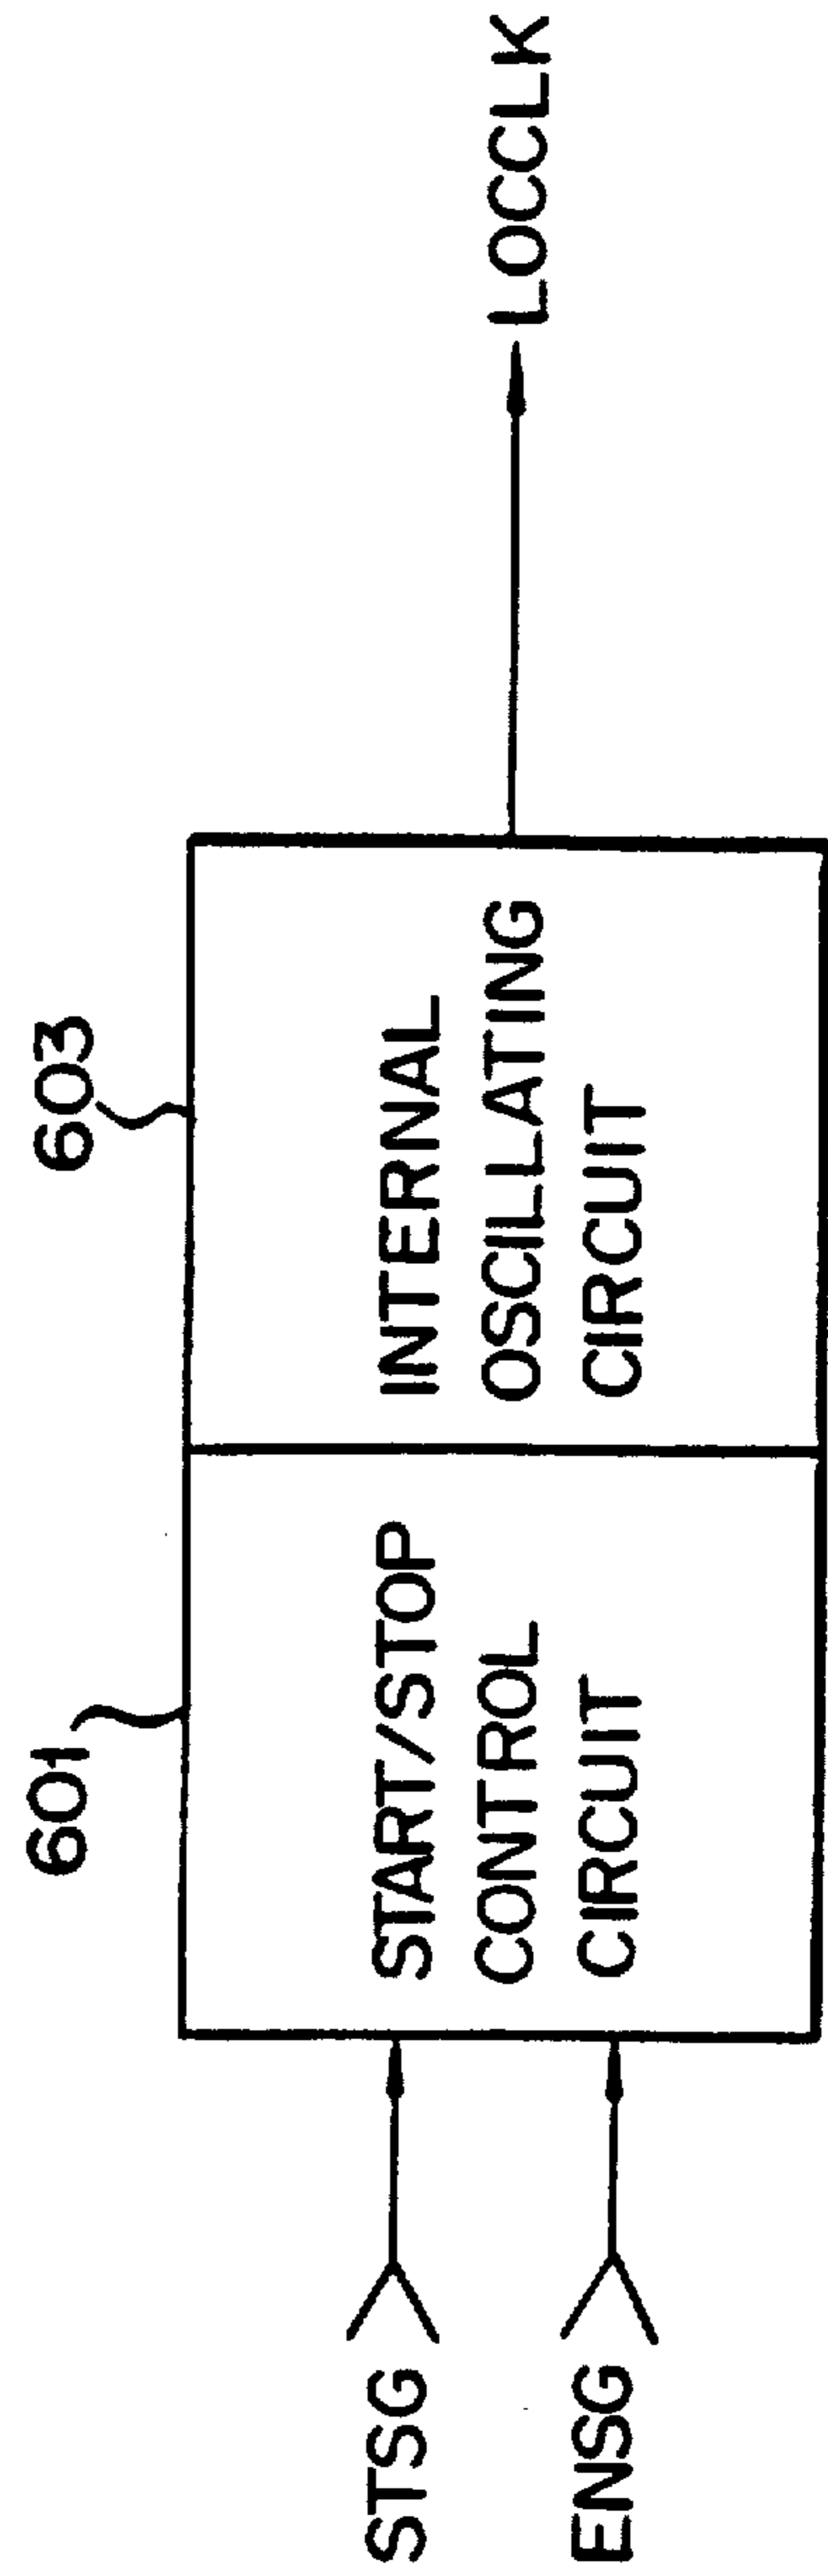 601
603
STSG
ENSG
START/STOP
CONTROL
CIRCUIT
INTERNAL
OSCILLATING
CIRCUIT
LOCCLK